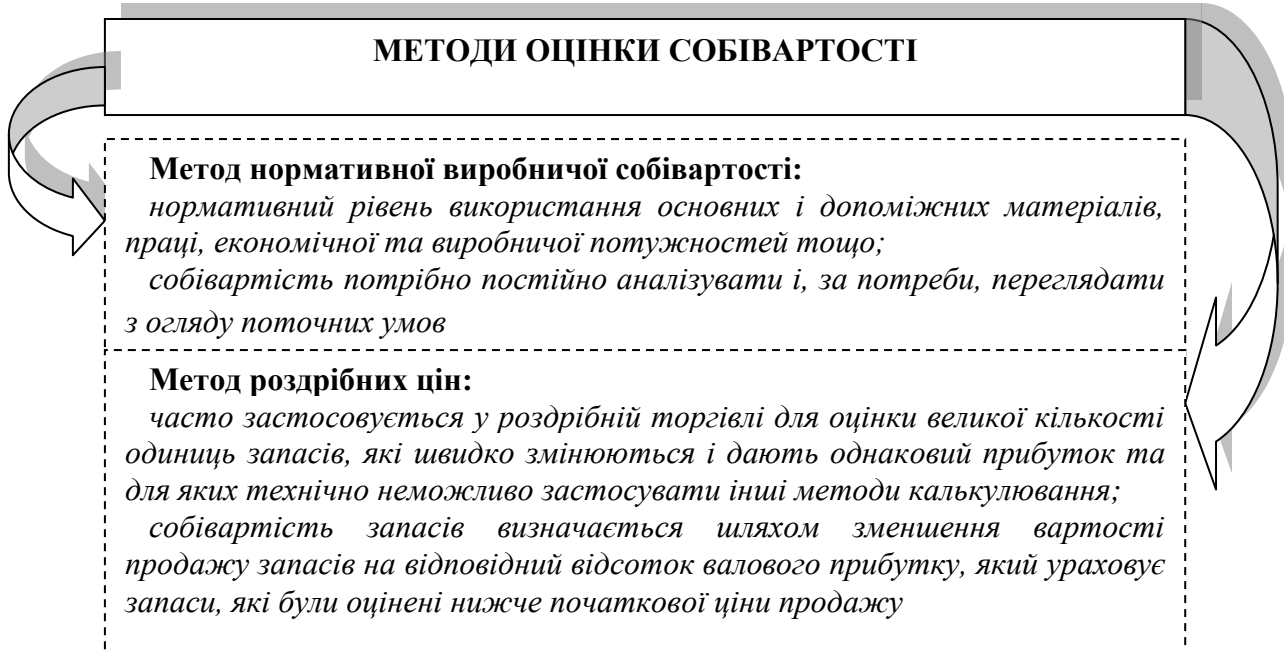 МЕТОДИ ОЦІНКИ СОБІВАРТОСТІ
Метод нормативної виробничої собівартості:
нормативний рівень використання основних і допоміжних матеріалів,
праці, економічної та виробничої потужностей тощо;
собівартість потрібно постійно аналізувати і, за потреби, переглядати
з огляду поточних умов
Метод роздрібних цін:
часто застосовується у роздрібній торгівлі для оцінки великої кількості
одиниць запасів, які швидко змінюються і дають однаковий прибуток та
для яких технічно неможливо застосувати інші методи калькулювання;
собівартість запасів визначається шляхом зменшення вартості
продажу запасів на відповідний відсоток валового прибутку, який ураховує
запаси, які були оцінені нижче початкової ціни продажу